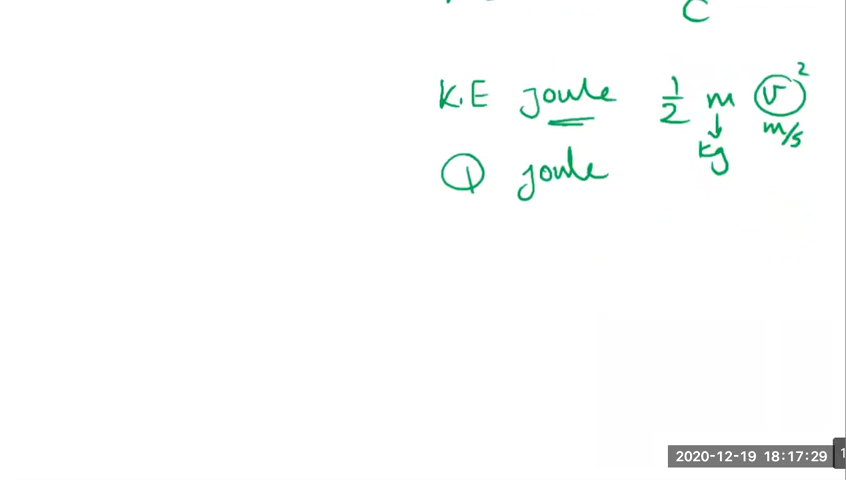 C
K.E joule 1/2 m v²
kg m/s
Q joule
2020-12-19 18:17:29
1